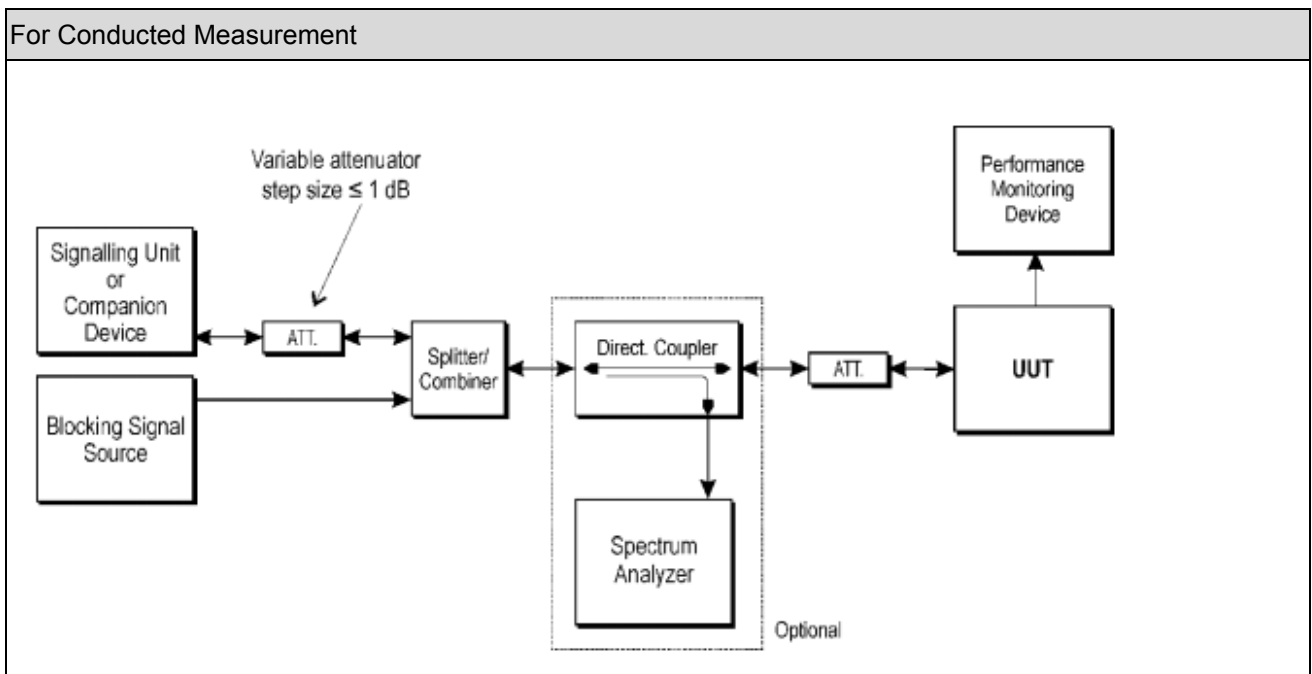 For Conducted Measurement
Variable attenuator
step size ≤ 1 dB
Performance
Monitoring
Device
Signalling Unit
or
Companion
Device
ATT.
Splitter/
Combiner
Direct. Coupler
ATT.
UUT
Blocking Signal
Source
Spectrum
Analyzer
Optional